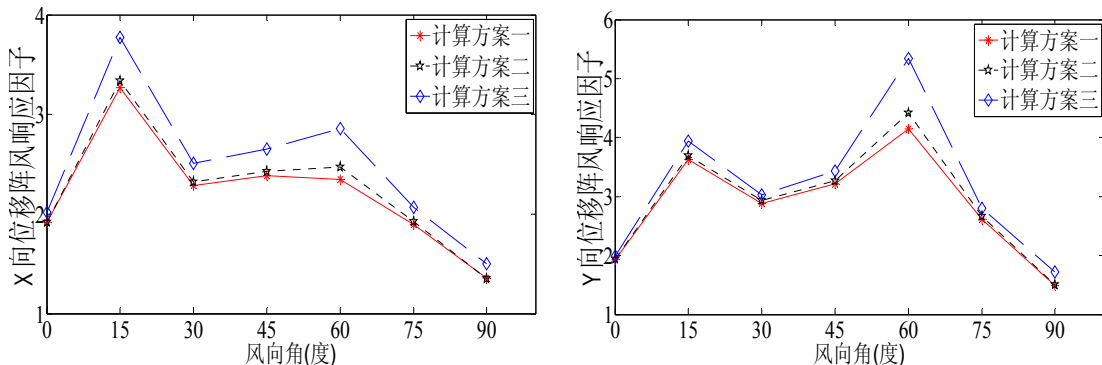 4
3
2
1
X 向位移阵风响应因子
计算方案一
计算方案二
计算方案三
0 15 30 45 60 75 90
风向角(度)
6
5
4
3
2
1
Y 向位移阵风响应因子
计算方案一
计算方案二
计算方案三
0 15 30 45 60 75 90
风向角(度)